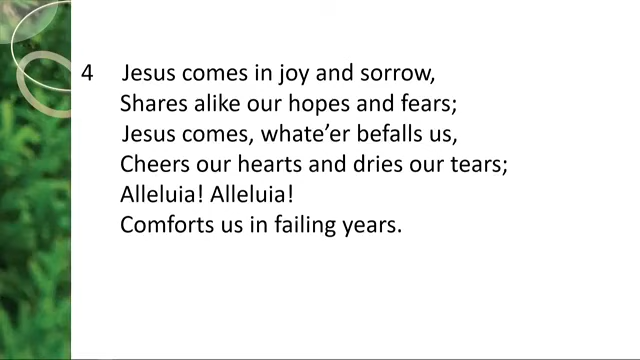 4 Jesus comes in joy and sorrow,
Shares alike our hopes and fears;
Jesus comes, whate’er befalls us,
Cheers our hearts and dries our tears;
Alleluia! Alleluia!
Comforts us in failing years.